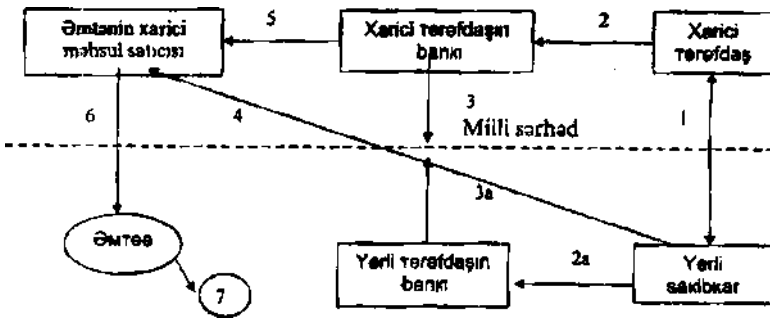 Əmtənin xarici
məhsul satıcısı
5
Xarici tərəfdaşın
bankı
2
Xarici
tərəfdaş
6
4
3
Milli sərhəd
1
3a
Əmtəə
7
Yerli tərəfdaşın
bankı
2a
Yerli
sahibkar